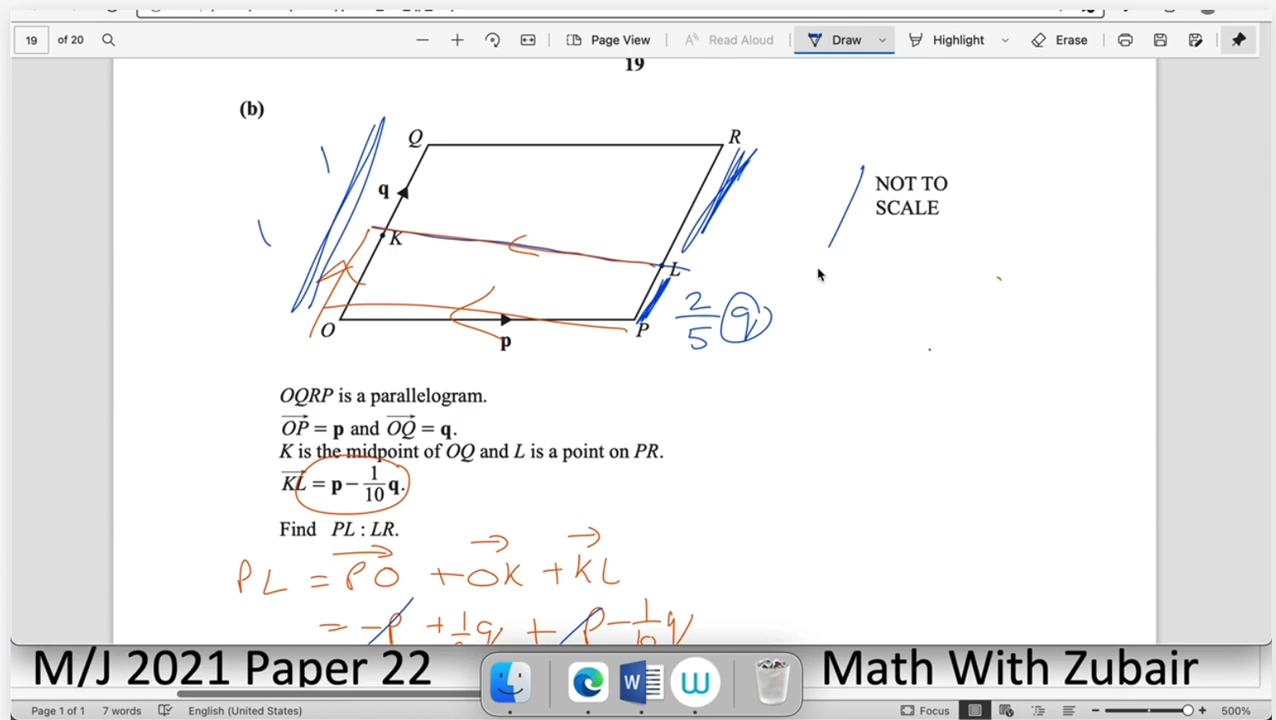 19 of 20 Page View Read Aloud Draw Highlight Erase
19
(b)
Q R
q
NOT TO
SCALE
K
L
2/5 q
O P
p
OQRP is a parallelogram.
OP = p and OQ = q.
K is the midpoint of OQ and L is a point on PR.
KL = p − 1/10 q.
Find PL : LR.
PL = PO + OK + KL
= -p + 1/2 q + p - 1/10 q
M/J 2021 Paper 22 Math With Zubair
W
Page 1 of 1 7 words English (United States) Focus 500%